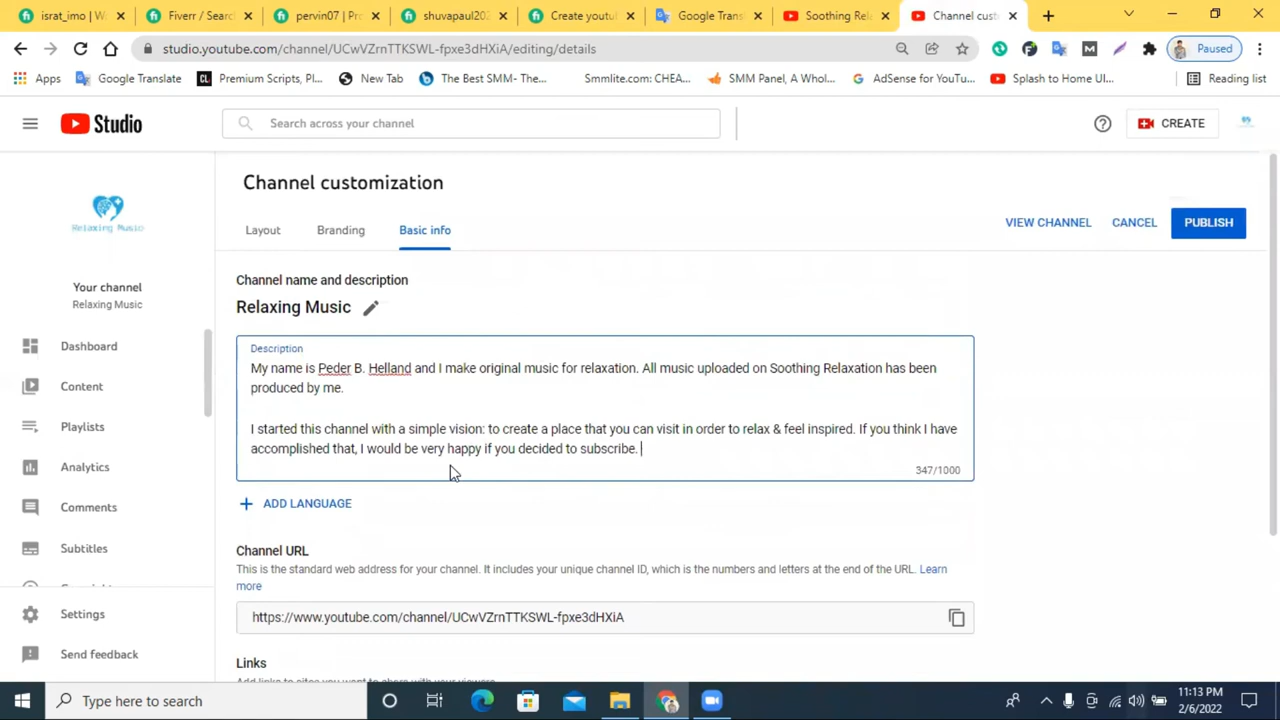 israt_imo | W
Fiverr / Sear
pervin07 | Pr
shuvapaul202
Create youtu
Google Trans
Soothing Rela
Channel cust
studio.youtube.com/channel/UCwVZrnTTKSWL-fpxe3dHXiA/editing/details
Paused
Apps
Google Translate
Premium Scripts, Pl...
New Tab
The Best SMM- The...
Smmlite.com: CHEA...
SMM Panel, A Whol...
AdSense for YouTu...
Splash to Home UI...
Reading list
Studio
Search across your channel
CREATE
Relaxing Music
Your channel
Relaxing Music
Dashboard
Content
Playlists
Analytics
Comments
Subtitles
Settings
Send feedback
Channel customization
Layout
Branding
Basic info
VIEW CHANNEL
CANCEL
PUBLISH
Channel name and description
Relaxing Music
Description
My name is Peder B. Helland and I make original music for relaxation. All music uploaded on Soothing Relaxation has been
produced by me.
I started this channel with a simple vision: to create a place that you can visit in order to relax & feel inspired. If you think I have
accomplished that, I would be very happy if you decided to subscribe.
347/1000
ADD LANGUAGE
Channel URL
This is the standard web address for your channel. It includes your unique channel ID, which is the numbers and letters at the end of the URL. Learn
more
https://www.youtube.com/channel/UCwVZrnTTKSWL-fpxe3dHXiA
Links
Type here to search
11:13 PM
2/6/2022